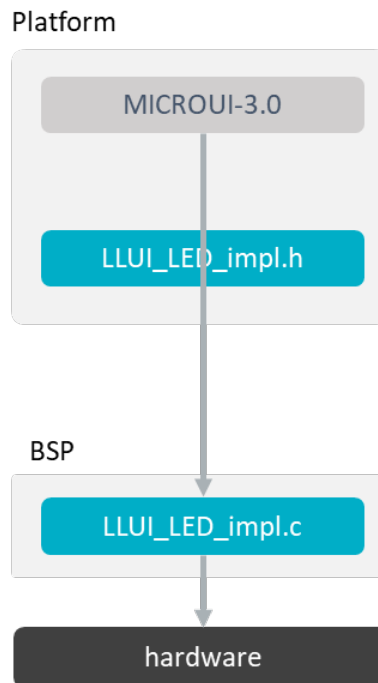 Platform
MICROUI-3.0
LLUI_LED_impl.h
BSP
LLUI_LED_impl.c
hardware